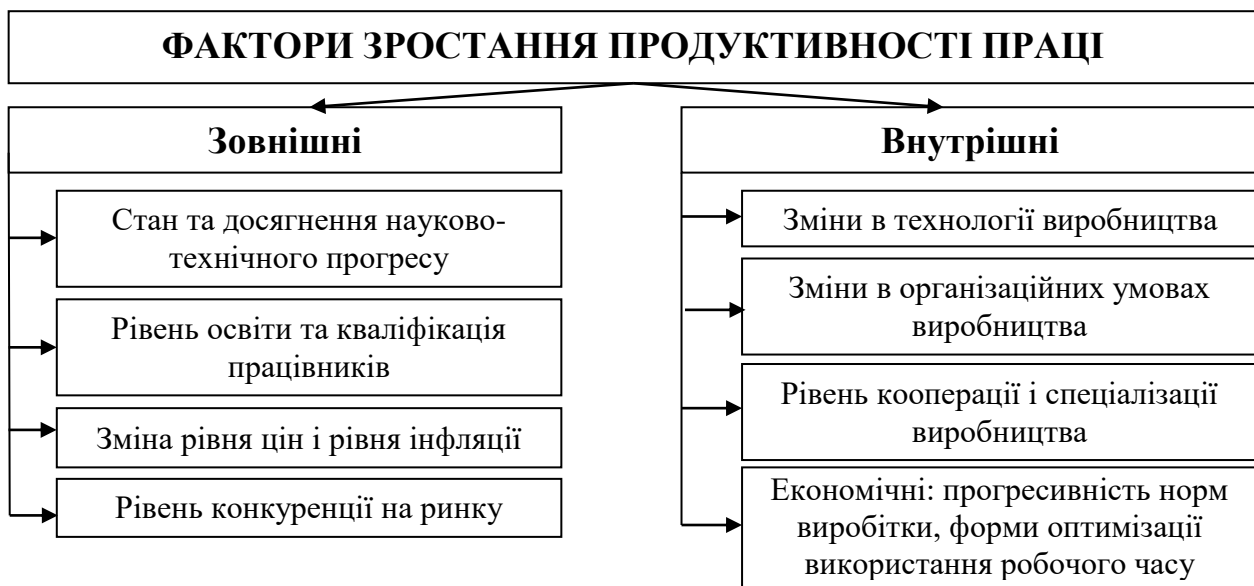 ФАКТОРИ ЗРОСТАННЯ ПРОДУКТИВНОСТІ ПРАЦІ
Зовнішні
Стан та досягнення науково-
технічного прогресу
Рівень освіти та кваліфікація
працівників
Зміна рівня цін і рівня інфляції
Рівень конкуренції на ринку
Внутрішні
Зміни в технології виробництва
Зміни в організаційних умовах
виробництва
Рівень кооперації і спеціалізації
виробництва
Економічні: прогресивність норм
виробітки, форми оптимізації
використання робочого часу